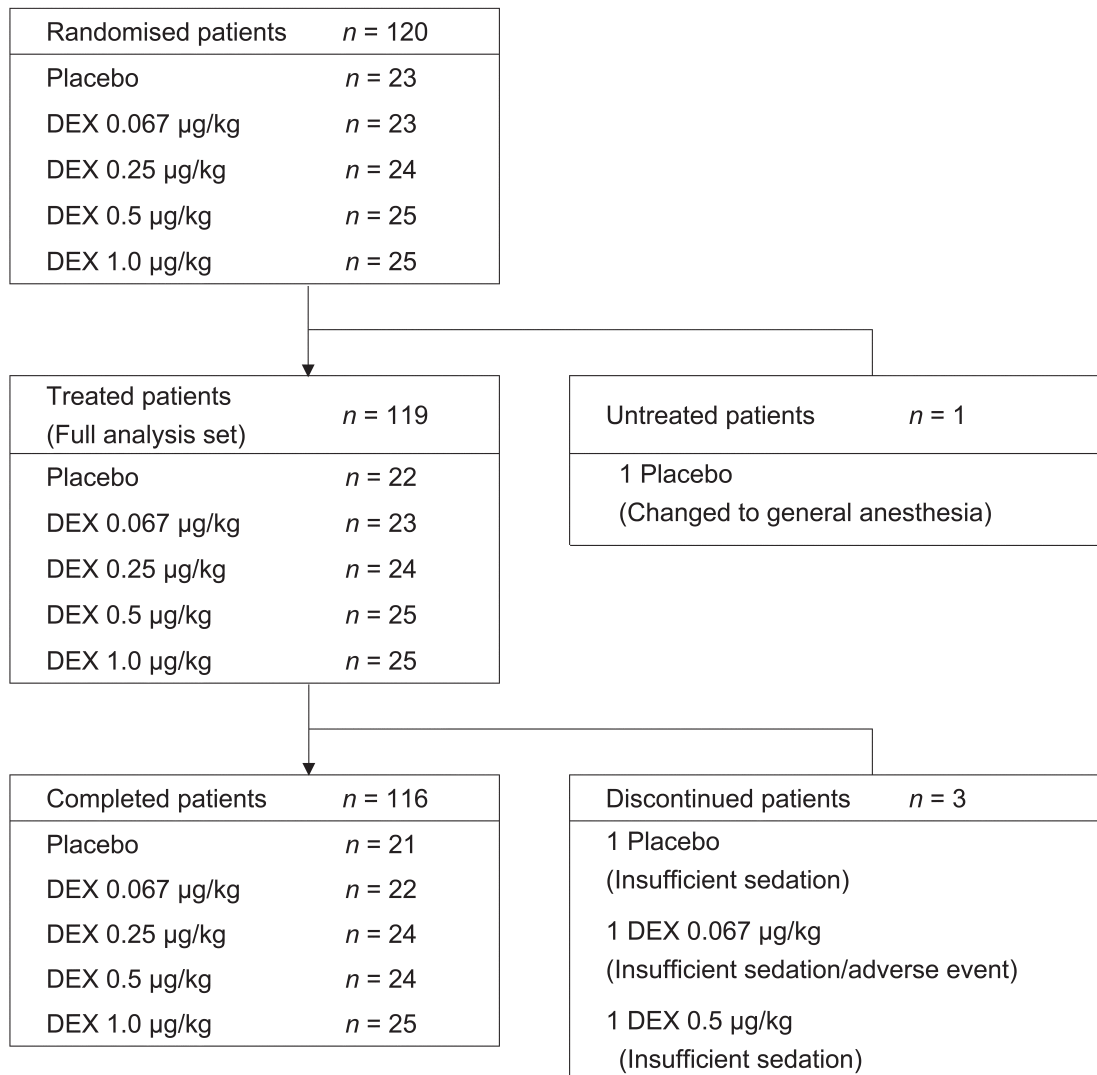 Randomised patients n = 120
Placebo n = 23
DEX 0.067 µg/kg n = 23
DEX 0.25 µg/kg n = 24
DEX 0.5 µg/kg n = 25
DEX 1.0 µg/kg n = 25
Treated patients
(Full analysis set) n = 119
Placebo n = 22
DEX 0.067 µg/kg n = 23
DEX 0.25 µg/kg n = 24
DEX 0.5 µg/kg n = 25
DEX 1.0 µg/kg n = 25
Untreated patients n = 1
1 Placebo
(Changed to general anesthesia)
Completed patients n = 116
Placebo n = 21
DEX 0.067 µg/kg n = 22
DEX 0.25 µg/kg n = 24
DEX 0.5 µg/kg n = 24
DEX 1.0 µg/kg n = 25
Discontinued patients n = 3
1 Placebo
(Insufficient sedation)
1 DEX 0.067 µg/kg
(Insufficient sedation/adverse event)
1 DEX 0.5 µg/kg
(Insufficient sedation)